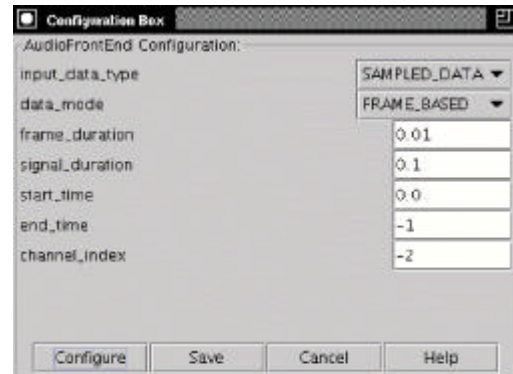 Configuration Box
AudioFrontEnd Configuration:
input_data_type SAMPLED_DATA
data_mode FRAME_BASED
frame_duration 0.01
signal_duration 0.1
start_time 0.0
end_time -1
channel_index -2
Configure Save Cancel Help